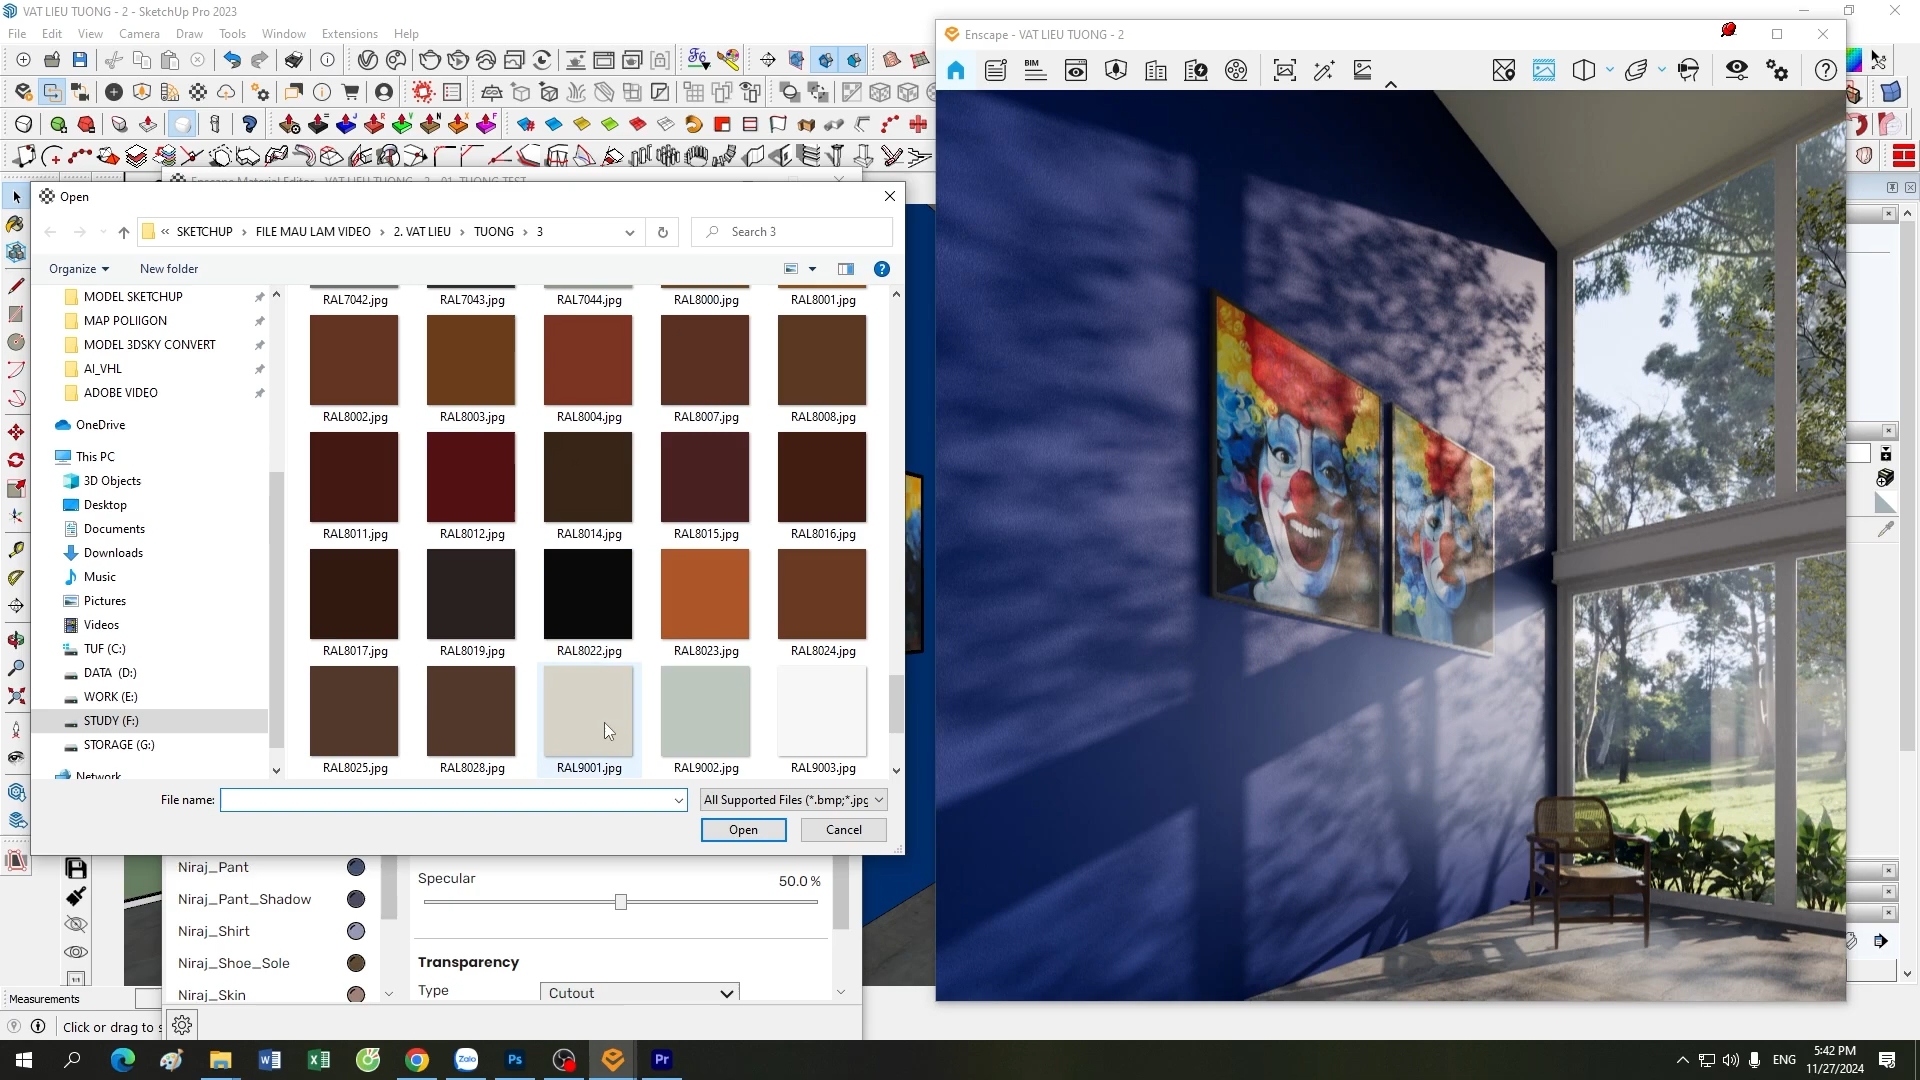 VAT LIEU TUONG - 2 - SketchUp Pro 2023
File Edit View Camera Draw Tools Window Extensions Help
Enscape - VAT LIEU TUONG - 2
BIM
Open
« SKETCHUP › FILE MAU LAM VIDEO › 2. VAT LIEU › TUONG › 3
Search 3
Organize
New folder
MODEL SKETCHUP
MAP POLIIGON
MODEL 3DSKY CONVERT
AI_VHL
ADOBE VIDEO
OneDrive
This PC
3D Objects
Desktop
Documents
Downloads
Music
Pictures
Videos
TUF (C:)
DATA (D:)
WORK (E:)
STUDY (F:)
STORAGE (G:)
Network
RAL7042.jpg RAL7043.jpg RAL7044.jpg RAL8000.jpg RAL8001.jpg
RAL8002.jpg RAL8003.jpg RAL8004.jpg RAL8007.jpg RAL8008.jpg
RAL8011.jpg RAL8012.jpg RAL8014.jpg RAL8015.jpg RAL8016.jpg
RAL8017.jpg RAL8019.jpg RAL8022.jpg RAL8023.jpg RAL8024.jpg
RAL8025.jpg RAL8028.jpg RAL9001.jpg RAL9002.jpg RAL9003.jpg
File name:
All Supported Files (*.bmp;*.jpg
Open
Cancel
Niraj_Pant
Niraj_Pant_Shadow
Niraj_Shirt
Niraj_Shoe_Sole
Niraj_Skin
Specular
50.0 %
Transparency
Type
Cutout
Measurements
Click or drag to s
Zalo
Ps
Pr
ENG
5:42 PM
11/27/2024